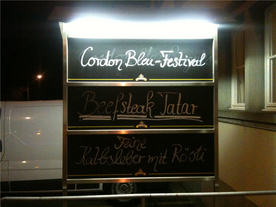 Cordon Bleu-Festival
Beefsteak Tatar
Feine
Kalbsleber mit Rösti